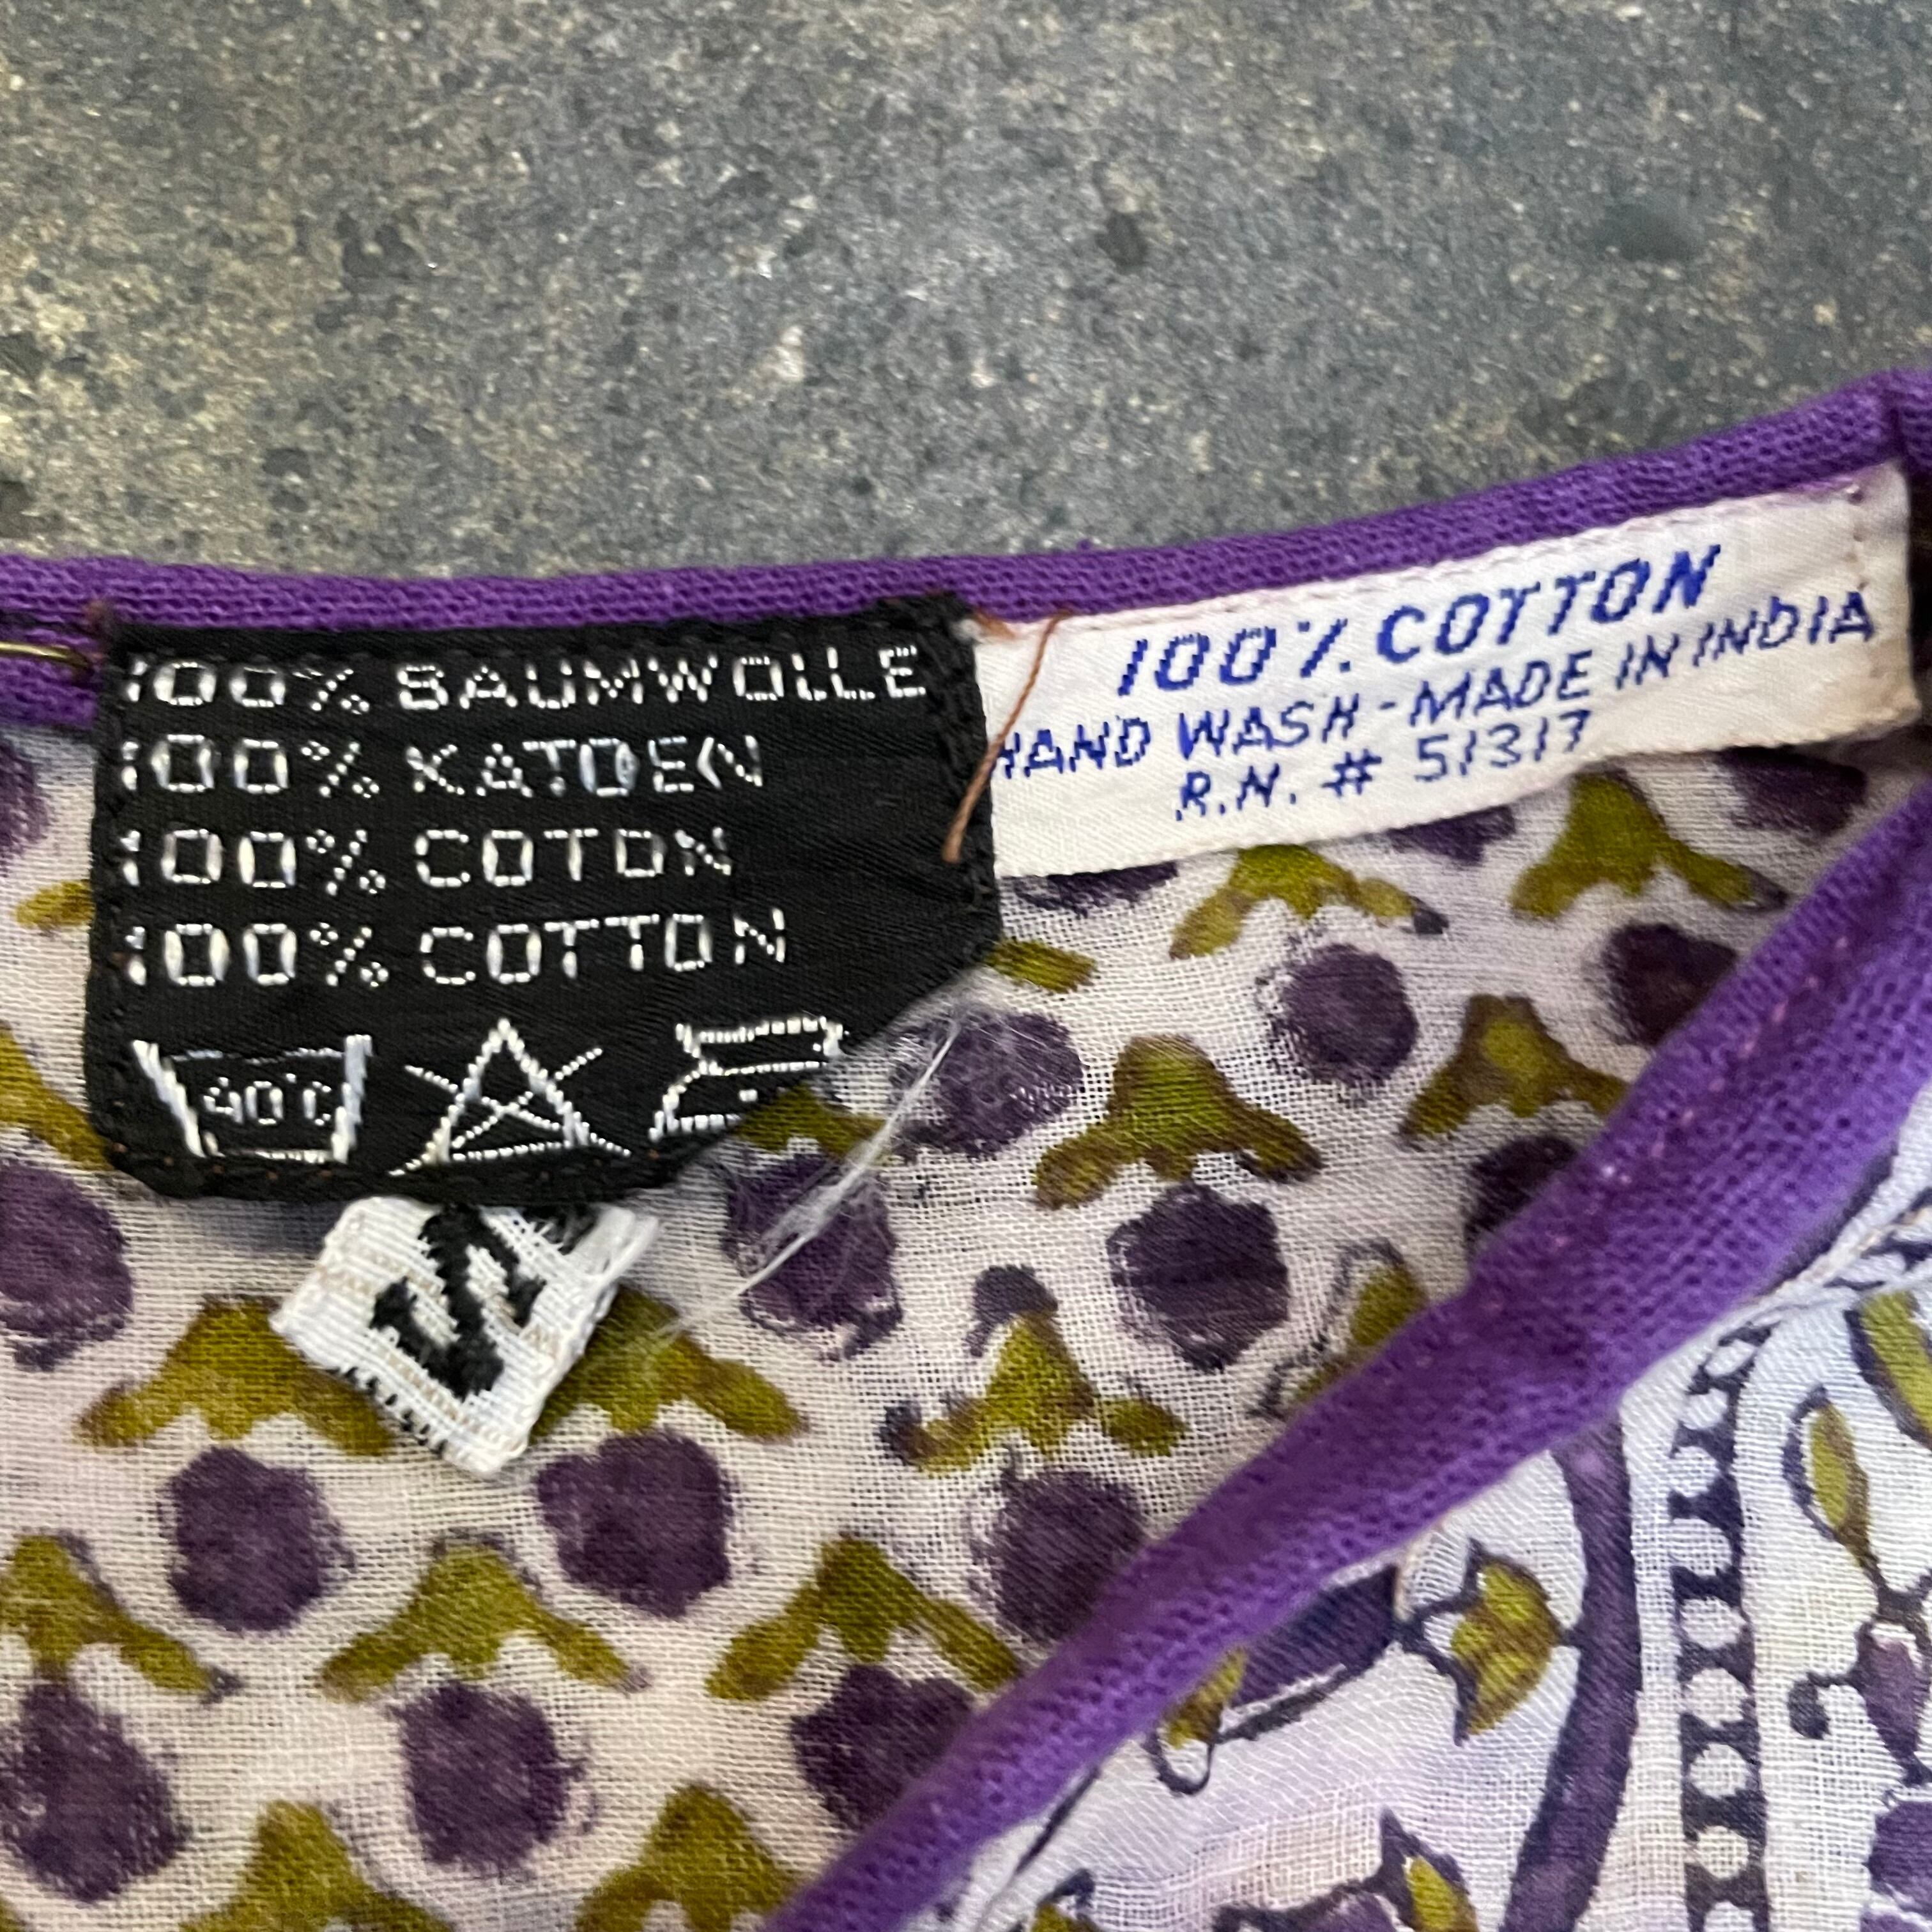 100% BAUMWOLLE
100% KATOEN
100% COTON
100% COTTON
40°C
100% COTTON
HAND WASH - MADE IN INDIA
R.N. # 51317